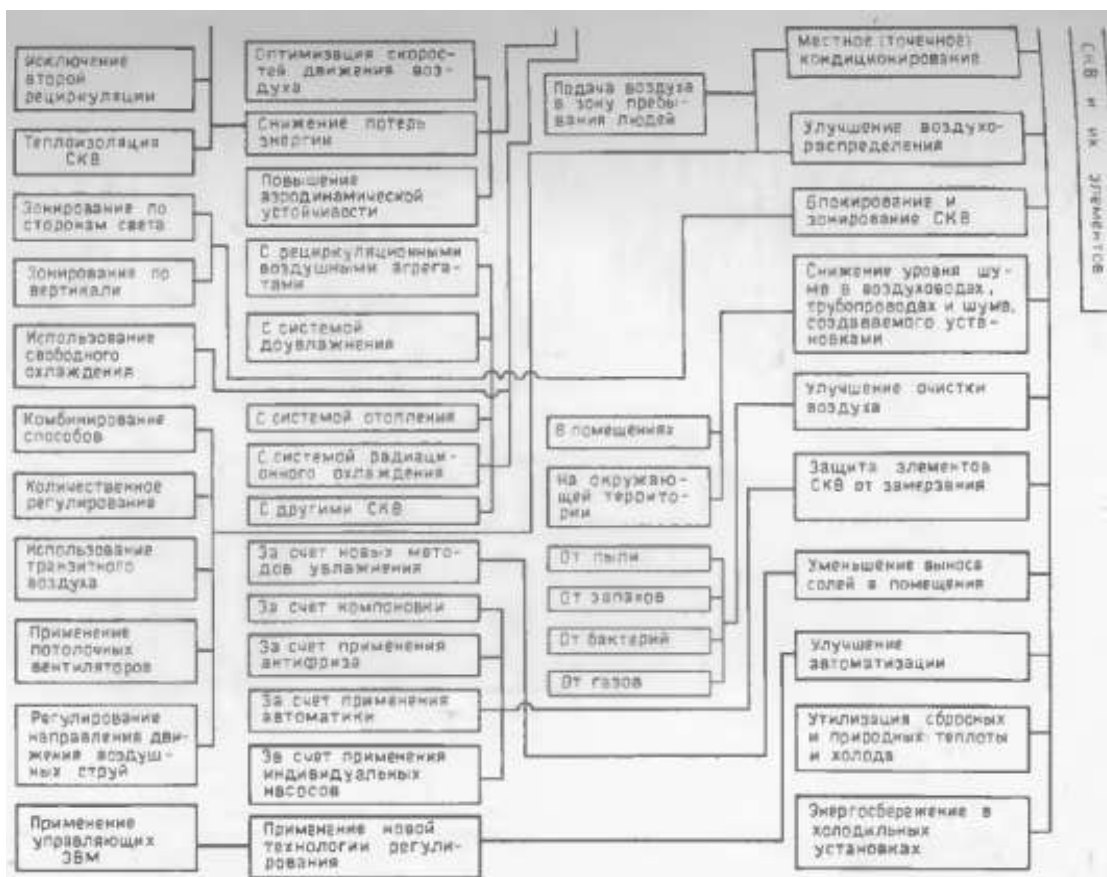 Исключение
второй
рециркуляции
Теплоизоляция
СКВ
Зонирование по
сторонам света
Зонирование по
вертикали
Использование
свободного
охлаждения
Комбинирование
способов
Количественное
регулирование
Использование
транзитного
воздуха
Применение
потолочных
вентиляторов
Регулирование
направления дви-
жения воздуш-
ных струй
Применение
управляющих
ЭВМ
Оптимизация скорос-
тей движения воз-
духа
Снижение потерь
энергии
Повышение
аэродинамической
устойчивости
С рециркуляционными
воздушными агрега-
тами
С системой
доувлажнения
С системой отопления
С системой радиаци-
онного охлаждения
С другими СКВ
За счет новых мето-
дов увлажнения
За счет компоновки
За счет применения
антифриза
За счет применения
автоматики
За счет применения
индивидуальных
насосов
Применение новой
технологии регули-
рования
Подача воздуха
в зону пребы-
вания людей
В помещениях
На окружаю-
щей террито-
рии
От пыли
От запахов
От бактерий
От газов
Местное (точечное)
кондиционирование
Улучшение воздухо-
распределения
Блокирование и
зонирование СКВ
Снижение уровня шу-
ма в воздуховодах,
трубопроводах и шума,
создаваемого уста-
новками
Улучшение очистки
воздуха
Защита элементов
СКВ от замерзания
Уменьшение выноса
солей в помещения
Улучшение
автоматизации
Утилизация сбросных
и природных теплоты
и холода
Энергосбережение в
холодильных
установках
СКВ и их элементов